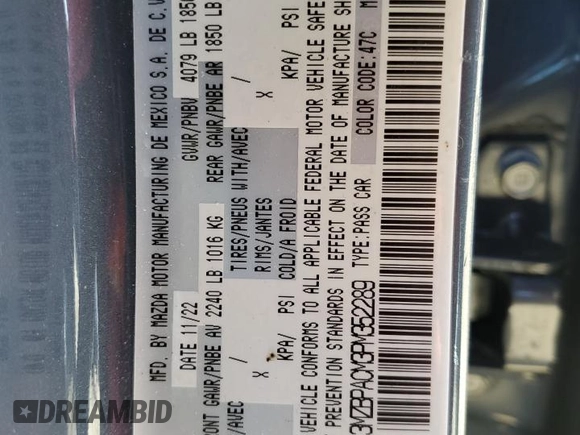 MFD. BY MAZDA MOTOR MANUFACTURING DE MEXICO S.A. DE C.V
DATE 11/22 GVWR/PNBV 4079 LB 1850
GAWR/PNBE AV 2240 LB 1016 KG REAR GAWR/PNBE AR 1850 LB
/AVEC / TIRES/PNEUS WITH/AVEC /
X RIMS/JANTES X
KPA/ PSI COLD/A FROID KPA/ PSI
VEHICLE CONFORMS TO ALL APPLICABLE FEDERAL MOTOR VEHICLE SAFE
PREVENTION STANDARDS IN EFFECT ON THE DATE OF MANUFACTURE SH
3MZBPACM3PM352289 TYPE:PASS CAR COLOR CODE:47C M
DREAMBID